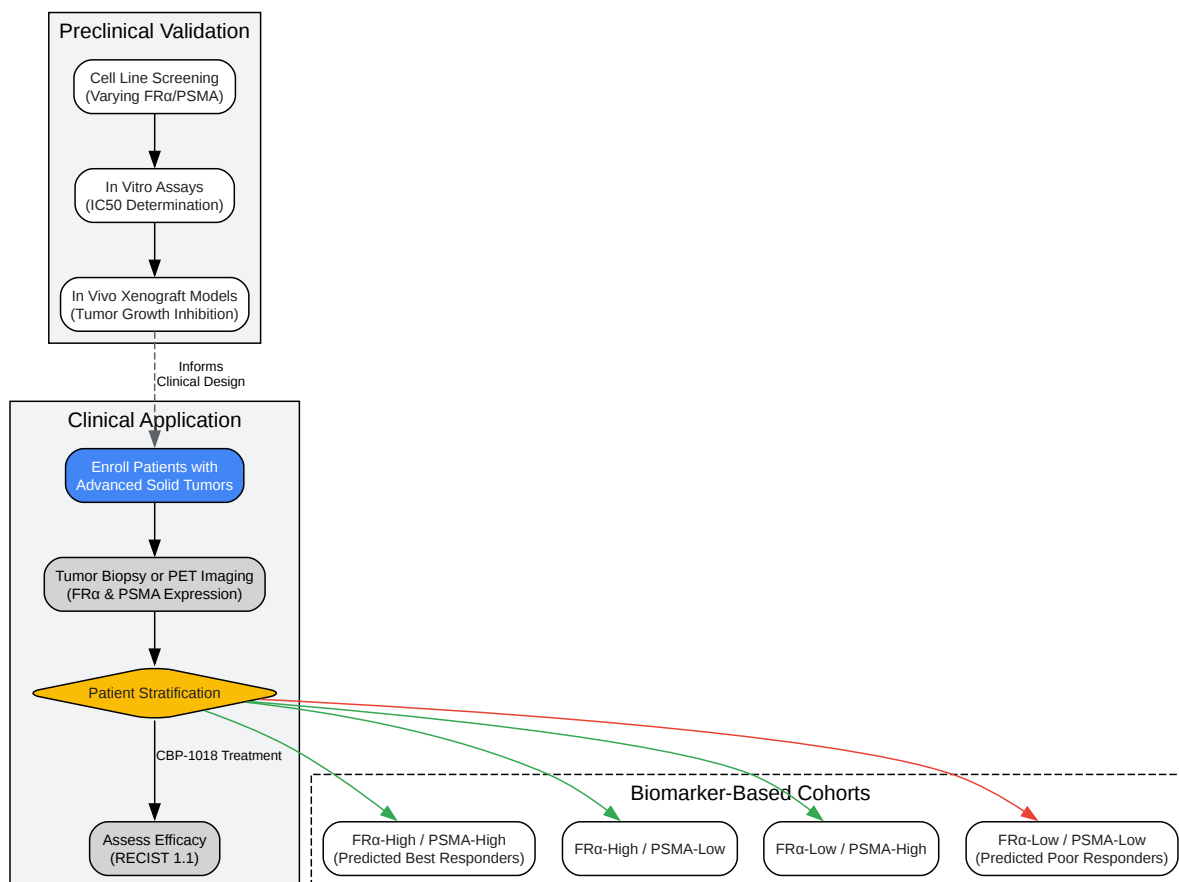 Preclinical Validation
Cell Line Screening
(Varying FRα/PSMA)
In Vitro Assays
(IC50 Determination)
In Vivo Xenograft Models
(Tumor Growth Inhibition)
Informs
Clinical Design
Clinical Application
Enroll Patients with
Advanced Solid Tumors
Tumor Biopsy or PET Imaging
(FRα & PSMA Expression)
Patient Stratification
CBP-1018 Treatment
Assess Efficacy
(RECIST 1.1)
Biomarker-Based Cohorts
FRα-High / PSMA-High
(Predicted Best Responders)
FRα-High / PSMA-Low
FRα-Low / PSMA-High
FRα-Low / PSMA-Low
(Predicted Poor Responders)